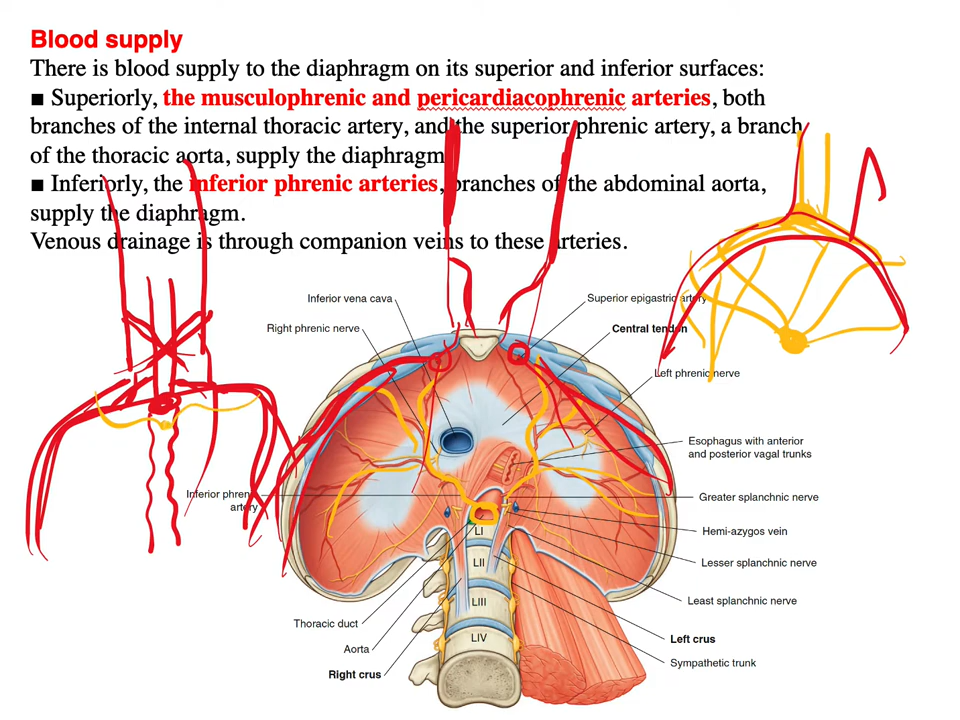 Blood supply
There is blood supply to the diaphragm on its superior and inferior surfaces:
■ Superiorly, the musculophrenic and pericardiacophrenic arteries, both
branches of the internal thoracic artery, and the superior phrenic artery, a branch
of the thoracic aorta, supply the diaphragm
■ Inferiorly, the inferior phrenic arteries, branches of the abdominal aorta,
supply the diaphragm.
Venous drainage is through companion veins to these arteries.
Inferior vena cava
Superior epigastric artery
Right phrenic nerve
Central tendon
Left phrenic nerve
Esophagus with anterior
and posterior vagal trunks
Inferior phrenic
artery
Greater splanchnic nerve
Hemi-azygos vein
LI
Lesser splanchnic nerve
LII
Least splanchnic nerve
LIII
Thoracic duct
Left crus
LIV
Aorta
Sympathetic trunk
Right crus